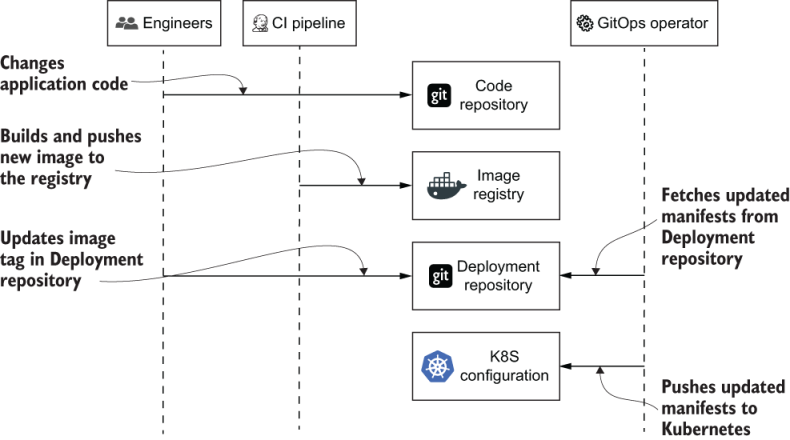 Engineers
CI pipeline
GitOps operator
Changes
application code
git
Code
repository
Builds and pushes
new image to
the registry
Image
registry
Updates image
tag in Deployment
repository
git
Deployment
repository
Fetches updated
manifests from
Deployment
repository
K8S
configuration
Pushes updated
manifests to
Kubernetes